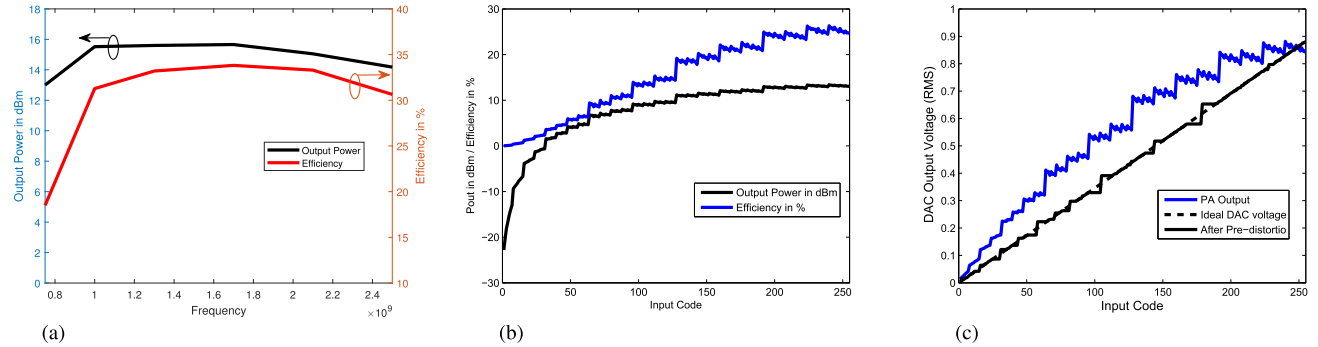 18
16
14
12
10
8
6
4
2
0
Output Power in dBm
40
35
30
25
20
15
10
Efficiency in %
Output Power
Efficiency
0.8 1 1.2 1.4 1.6 1.8 2 2.2 2.4
Frequency
×10^9
(a)
30
20
10
0
−10
−20
−30
Pout in dBm / Efficiency in %
Output Power in dBm
Efficiency in %
0 50 100 150 200 250
Input Code
(b)
1
0.9
0.8
0.7
0.6
0.5
0.4
0.3
0.2
0.1
0
DAC Output Voltage (RMS)
PA Output
Ideal DAC voltage
After Pre−distortio
0 50 100 150 200 250
Input Code
(c)